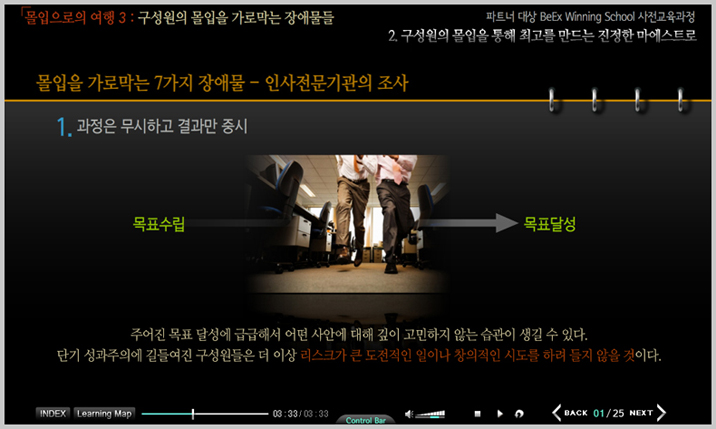 몰입으로의 여행 3 : 구성원의 몰입을 가로막는 장애물들
파트너 대상 BeEx Winning School 사전교육과정
2. 구성원의 몰입을 통해 최고를 만드는 진정한 마에스트로
몰입을 가로막는 7가지 장애물 - 인사전문기관의 조사
1. 과정은 무시하고 결과만 중시
목표수립
목표달성
주어진 목표 달성에 급급해서 어떤 사안에 대해 깊이 고민하지 않는 습관이 생길 수 있다.
단기 성과주의에 길들여진 구성원들은 더 이상 리스크가 큰 도전적인 일이나 창의적인 시도를 하려 들지 않을 것이다.
INDEX Learning Map 03 : 33 / 03 : 33 Control Bar BACK 01 / 25 NEXT